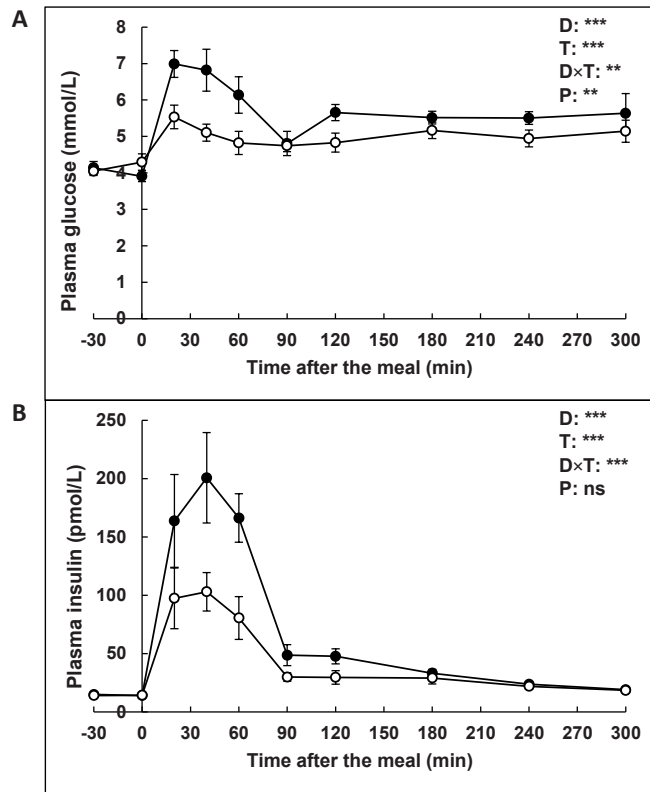 A
8
7
6
5
4
3
2
1
0
Plasma glucose (mmol/L)
D: ***
T: ***
D×T: **
P: **
-30 0 30 60 90 120 150 180 210 240 270 300
Time after the meal (min)
B
250
200
150
100
50
0
Plasma insulin (pmol/L)
D: ***
T: ***
D×T: ***
P: ns
-30 0 30 60 90 120 150 180 210 240 270 300
Time after the meal (min)